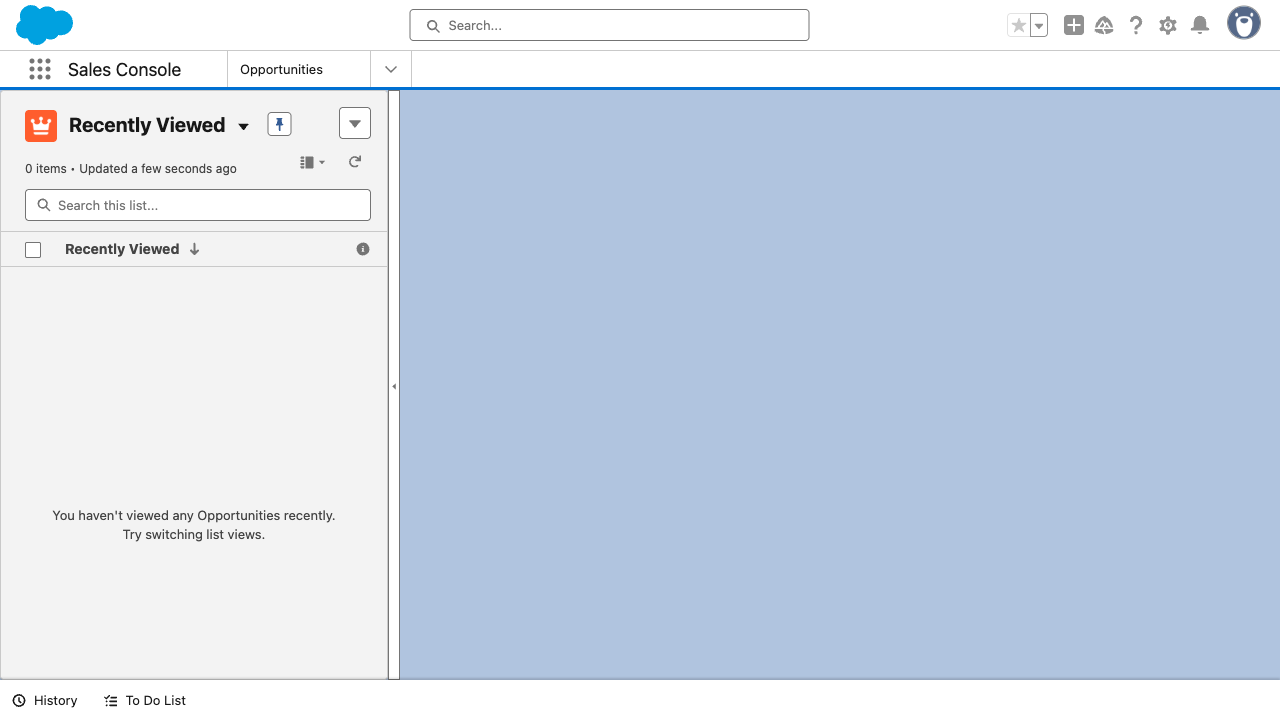 Search...
Sales Console
Opportunities
Recently Viewed
0 items • Updated a few seconds ago
Search this list...
Recently Viewed
You haven't viewed any Opportunities recently.
Try switching list views.
History
To Do List